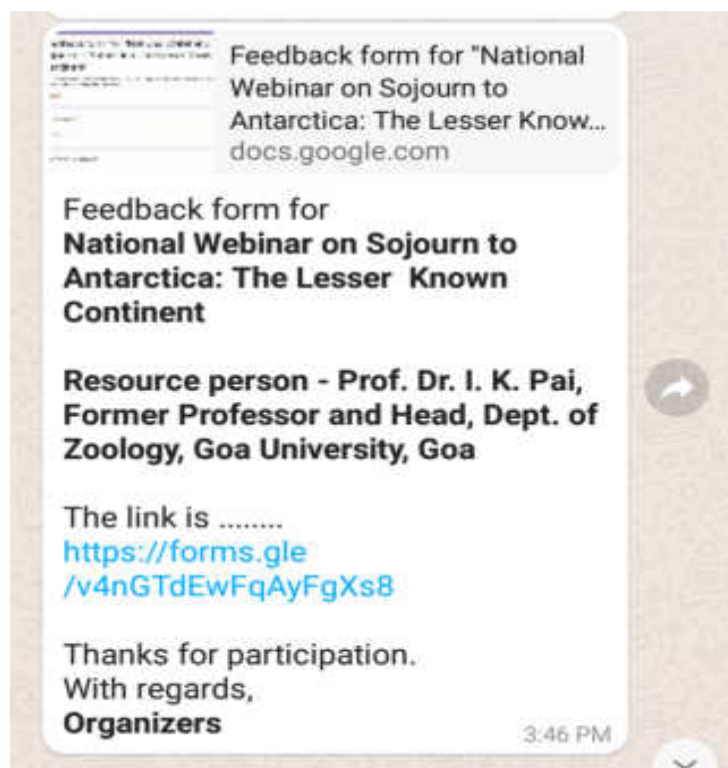 Feedback form for "National
Webinar on Sojourn to
Antarctica: The Lesser Know...
docs.google.com
Feedback form for
National Webinar on Sojourn to
Antarctica: The Lesser Known
Continent
Resource person - Prof. Dr. I. K. Pai,
Former Professor and Head, Dept. of
Zoology, Goa University, Goa
The link is ........
https://forms.gle
/v4nGTdEwFqAyFgXs8
Thanks for participation.
With regards,
Organizers
3:46 PM